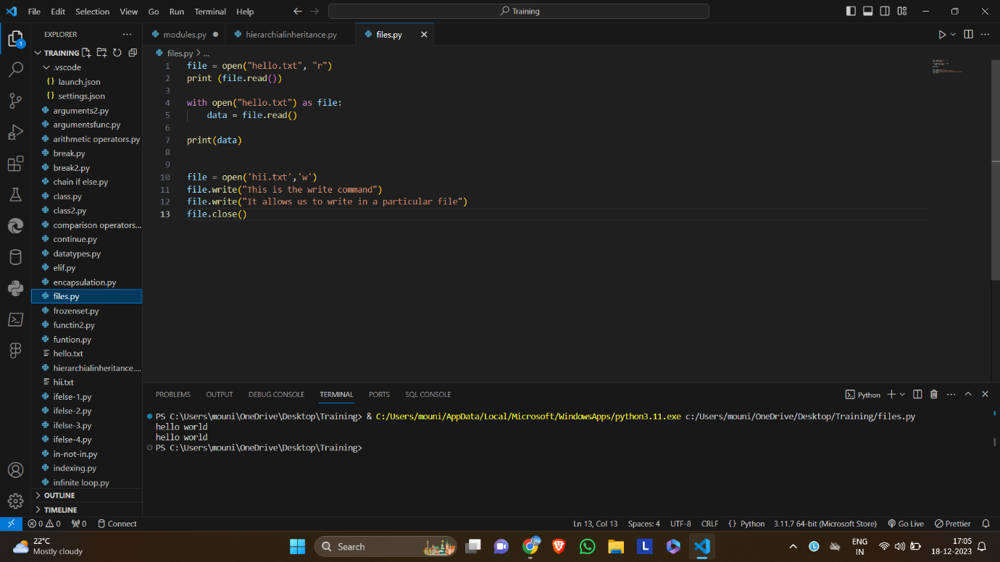 File Edit Selection View Go Run Terminal Help
Training
EXPLORER
1
TRAINING
.vscode
{} launch.json
{} settings.json
arguments2.py
argumentsfunc.py
arithmetic operators.py
break.py
break2.py
chain if else.py
class.py
class2.py
comparison operators...
continue.py
datatypes.py
elif.py
encapsulation.py
files.py
frozenset.py
functin2.py
funtion.py
hello.txt
hierarchialinheritance....
hii.txt
ifelse-1.py
ifelse-2.py
ifelse-3.py
ifelse-4.py
in-not-in.py
indexing.py
infinite loop.py
OUTLINE
TIMELINE
modules.py hierarchialinheritance.py files.py
files.py > ...
1 file = open("hello.txt", "r")
2 print (file.read())
3
4 with open("hello.txt") as file:
5     data = file.read()
6
7 print(data)
8
9
10 file = open('hii.txt','w')
11 file.write("This is the write command")
12 file.write("It allows us to write in a particular file")
13 file.close()
PROBLEMS OUTPUT DEBUG CONSOLE TERMINAL PORTS SQL CONSOLE
Python
PS C:\Users\mouni\OneDrive\Desktop\Training> & C:/Users/mouni/AppData/Local/Microsoft/WindowsApps/python3.11.exe c:/Users/mouni/OneDrive/Desktop/Training/files.py
hello world
hello world
PS C:\Users\mouni\OneDrive\Desktop\Training>
0 0 0 Connect
Ln 13, Col 13 Spaces: 4 UTF-8 CRLF {} Python 3.11.7 64-bit (Microsoft Store) Go Live Prettier
22°C
Mostly cloudy
Search
L
L
ENG
IN
17:05
18-12-2023